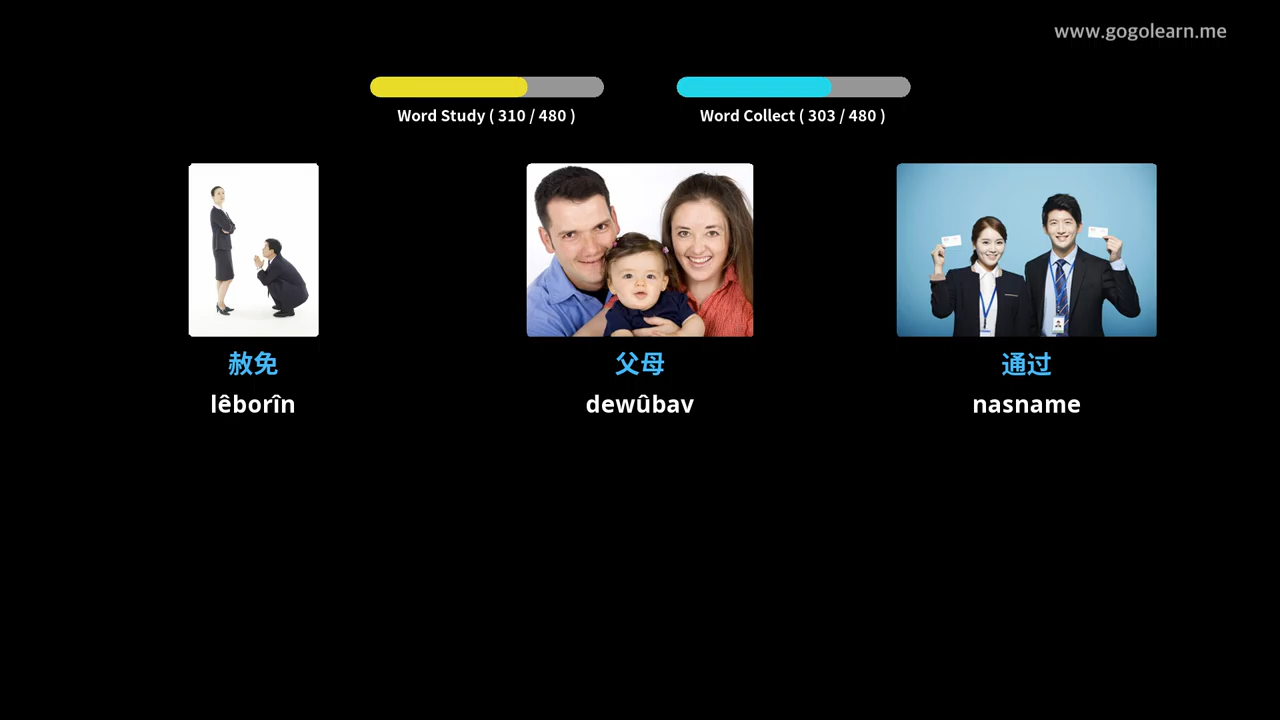 www.gogolearn.me
Word Study ( 310 / 480 )
Word Collect ( 303 / 480 )
赦免
父母
通过
lêborîn
dewûbav
nasname